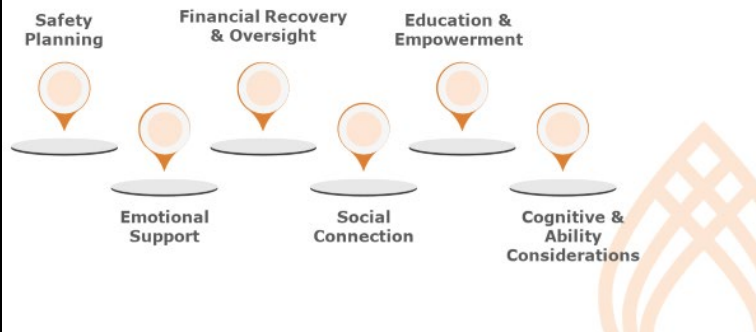 Safety
Planning
Financial Recovery
& Oversight
Education &
Empowerment
Emotional
Support
Social
Connection
Cognitive &
Ability
Considerations